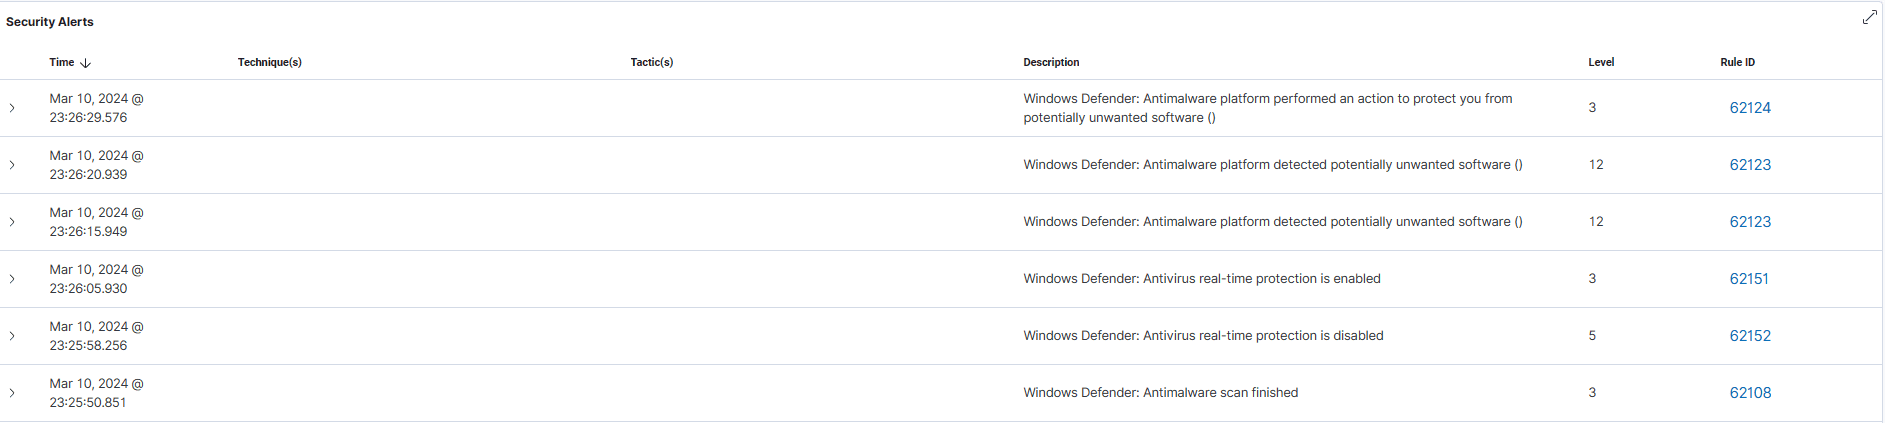 Security Alerts
Time Technique(s) Tactic(s) Description Level Rule ID
Mar 10, 2024 @ 23:26:29.576 Windows Defender: Antimalware platform performed an action to protect you from potentially unwanted software () 3 62124
Mar 10, 2024 @ 23:26:20.939 Windows Defender: Antimalware platform detected potentially unwanted software () 12 62123
Mar 10, 2024 @ 23:26:15.949 Windows Defender: Antimalware platform detected potentially unwanted software () 12 62123
Mar 10, 2024 @ 23:26:05.930 Windows Defender: Antivirus real-time protection is enabled 3 62151
Mar 10, 2024 @ 23:25:58.256 Windows Defender: Antivirus real-time protection is disabled 5 62152
Mar 10, 2024 @ 23:25:50.851 Windows Defender: Antimalware scan finished 3 62108